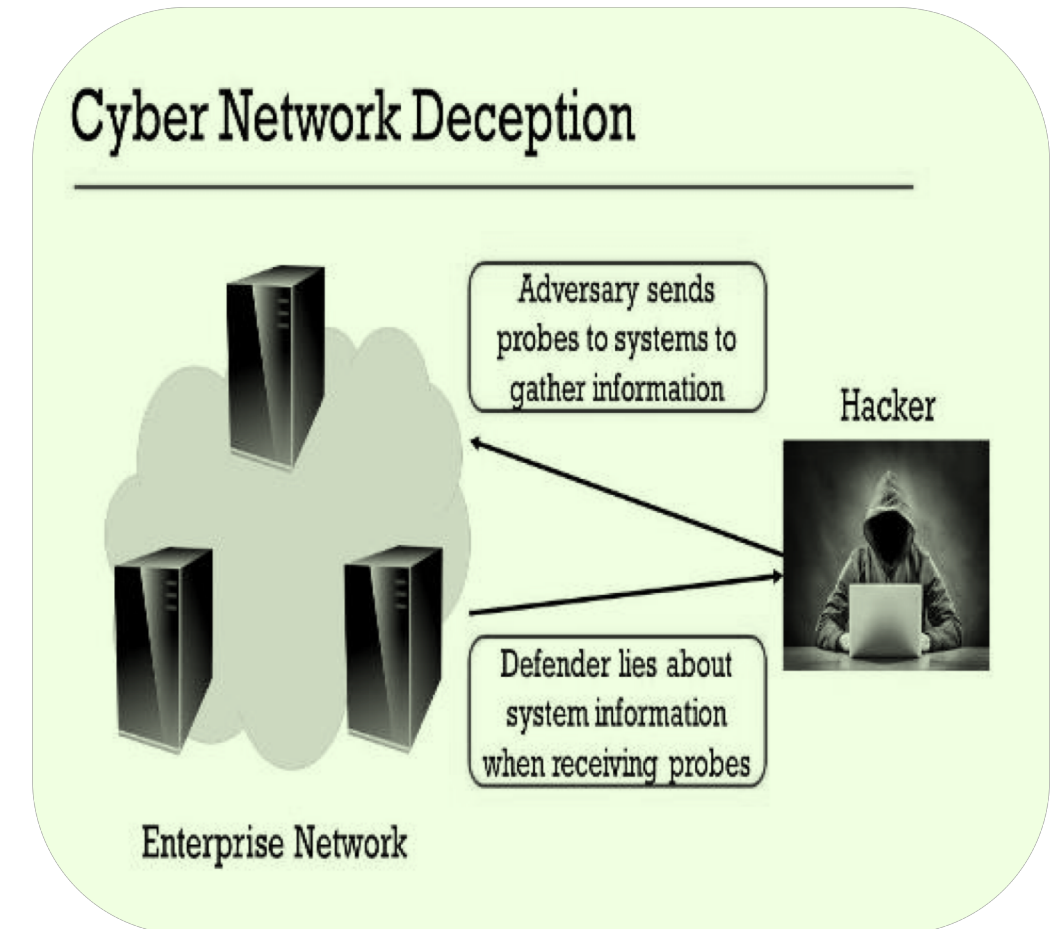 Cyber Network Deception
Adversary sends
probes to systems to
gather information
Hacker
Defender lies about
system information
when receiving probes
Enterprise Network